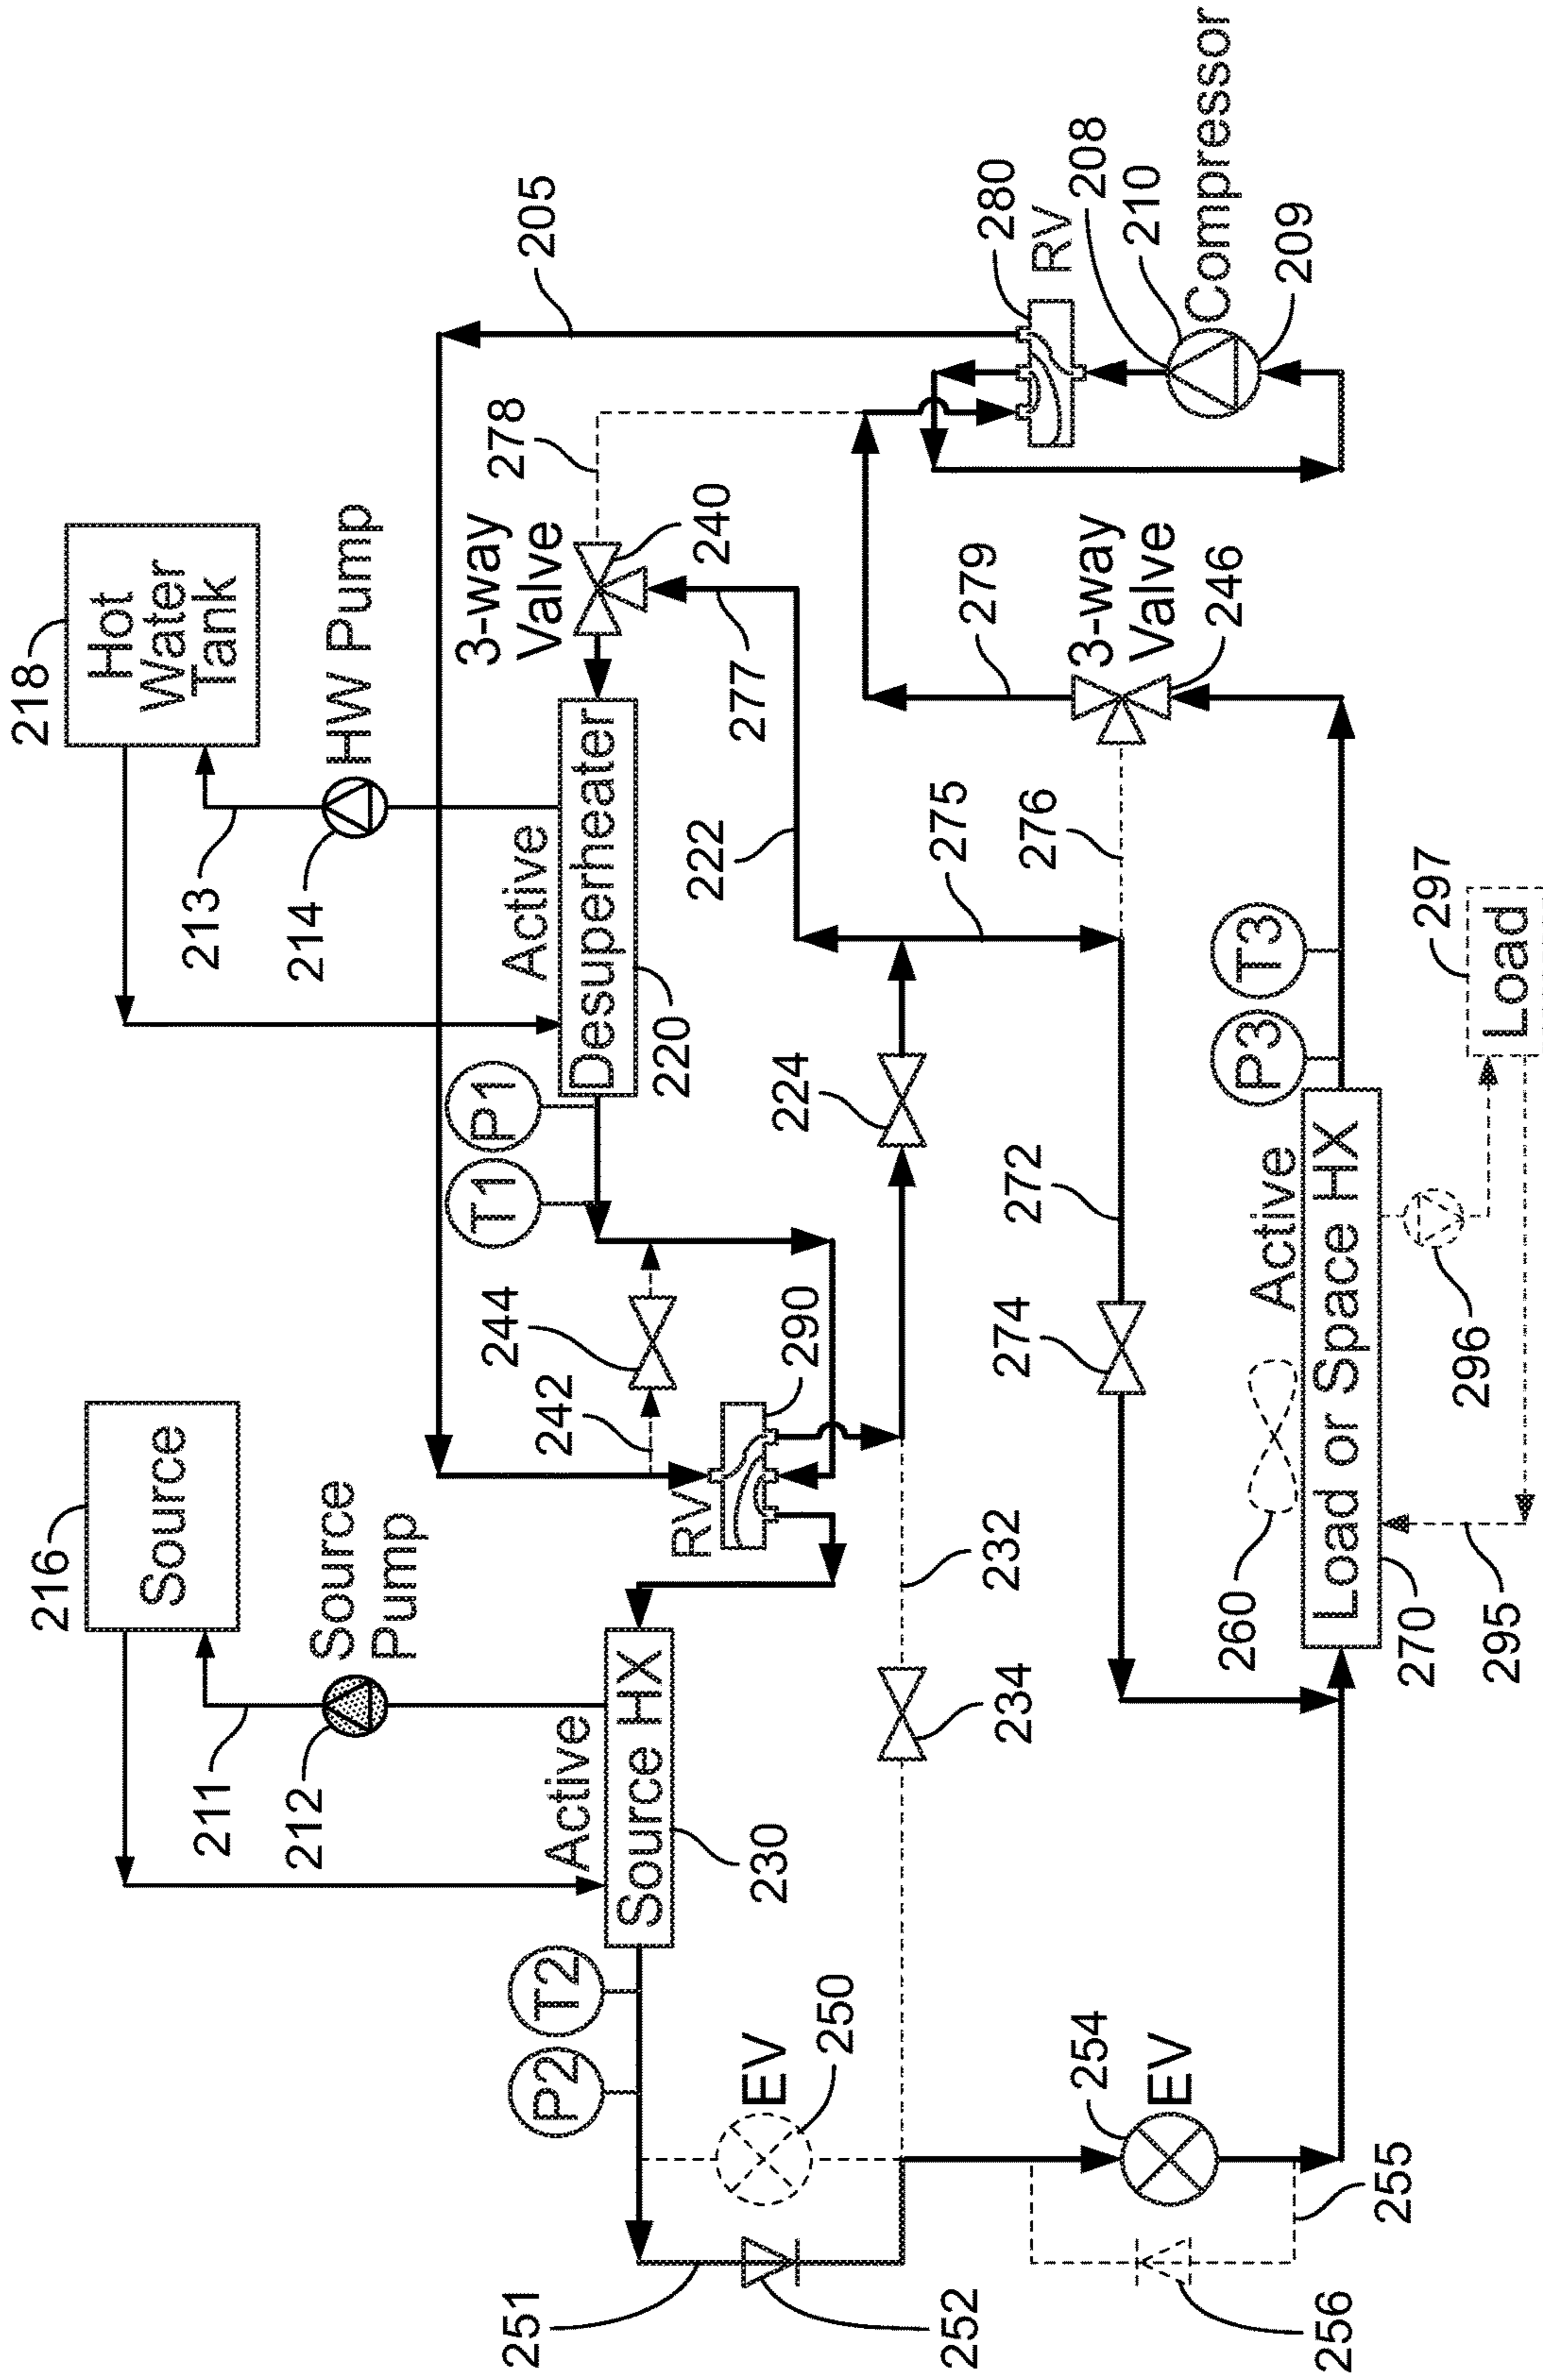 216
218
Source
Hot
Water
Tank
211
213
212
Source
Pump
214
HW Pump
251
P2
T2
Active
Source HX
230
242
244
T1
P1
Active
Desuperheater
220
3-way
Valve
240
278
205
252
EV
250
RV
290
224
222
277
234
232
274
272
275
276
279
280
RV
208
210
Compressor
209
256
255
254
EV
260
Active
Load or Space HX
270
P3
T3
3-way
Valve
246
295
296
297
Load